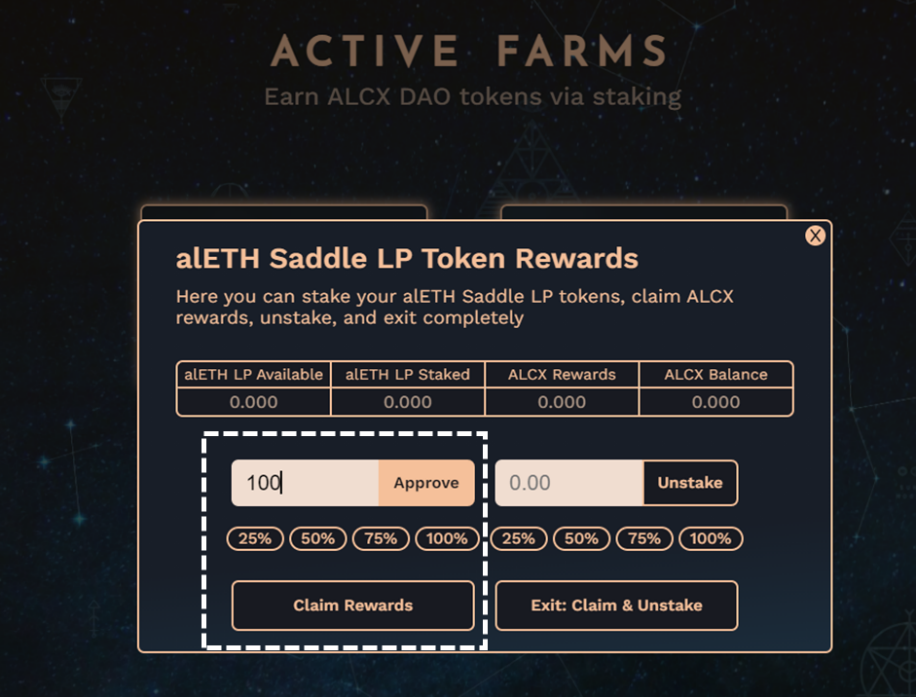 ACTIVE FARMS
Earn ALCX DAO tokens via staking
X
alETH Saddle LP Token Rewards
Here you can stake your alETH Saddle LP tokens, claim ALCX
rewards, unstake, and exit completely
alETH LP Available alETH LP Staked ALCX Rewards ALCX Balance
0.000 0.000 0.000 0.000
100 Approve 0.00 Unstake
25% 50% 75% 100% 25% 50% 75% 100%
Claim Rewards Exit: Claim & Unstake